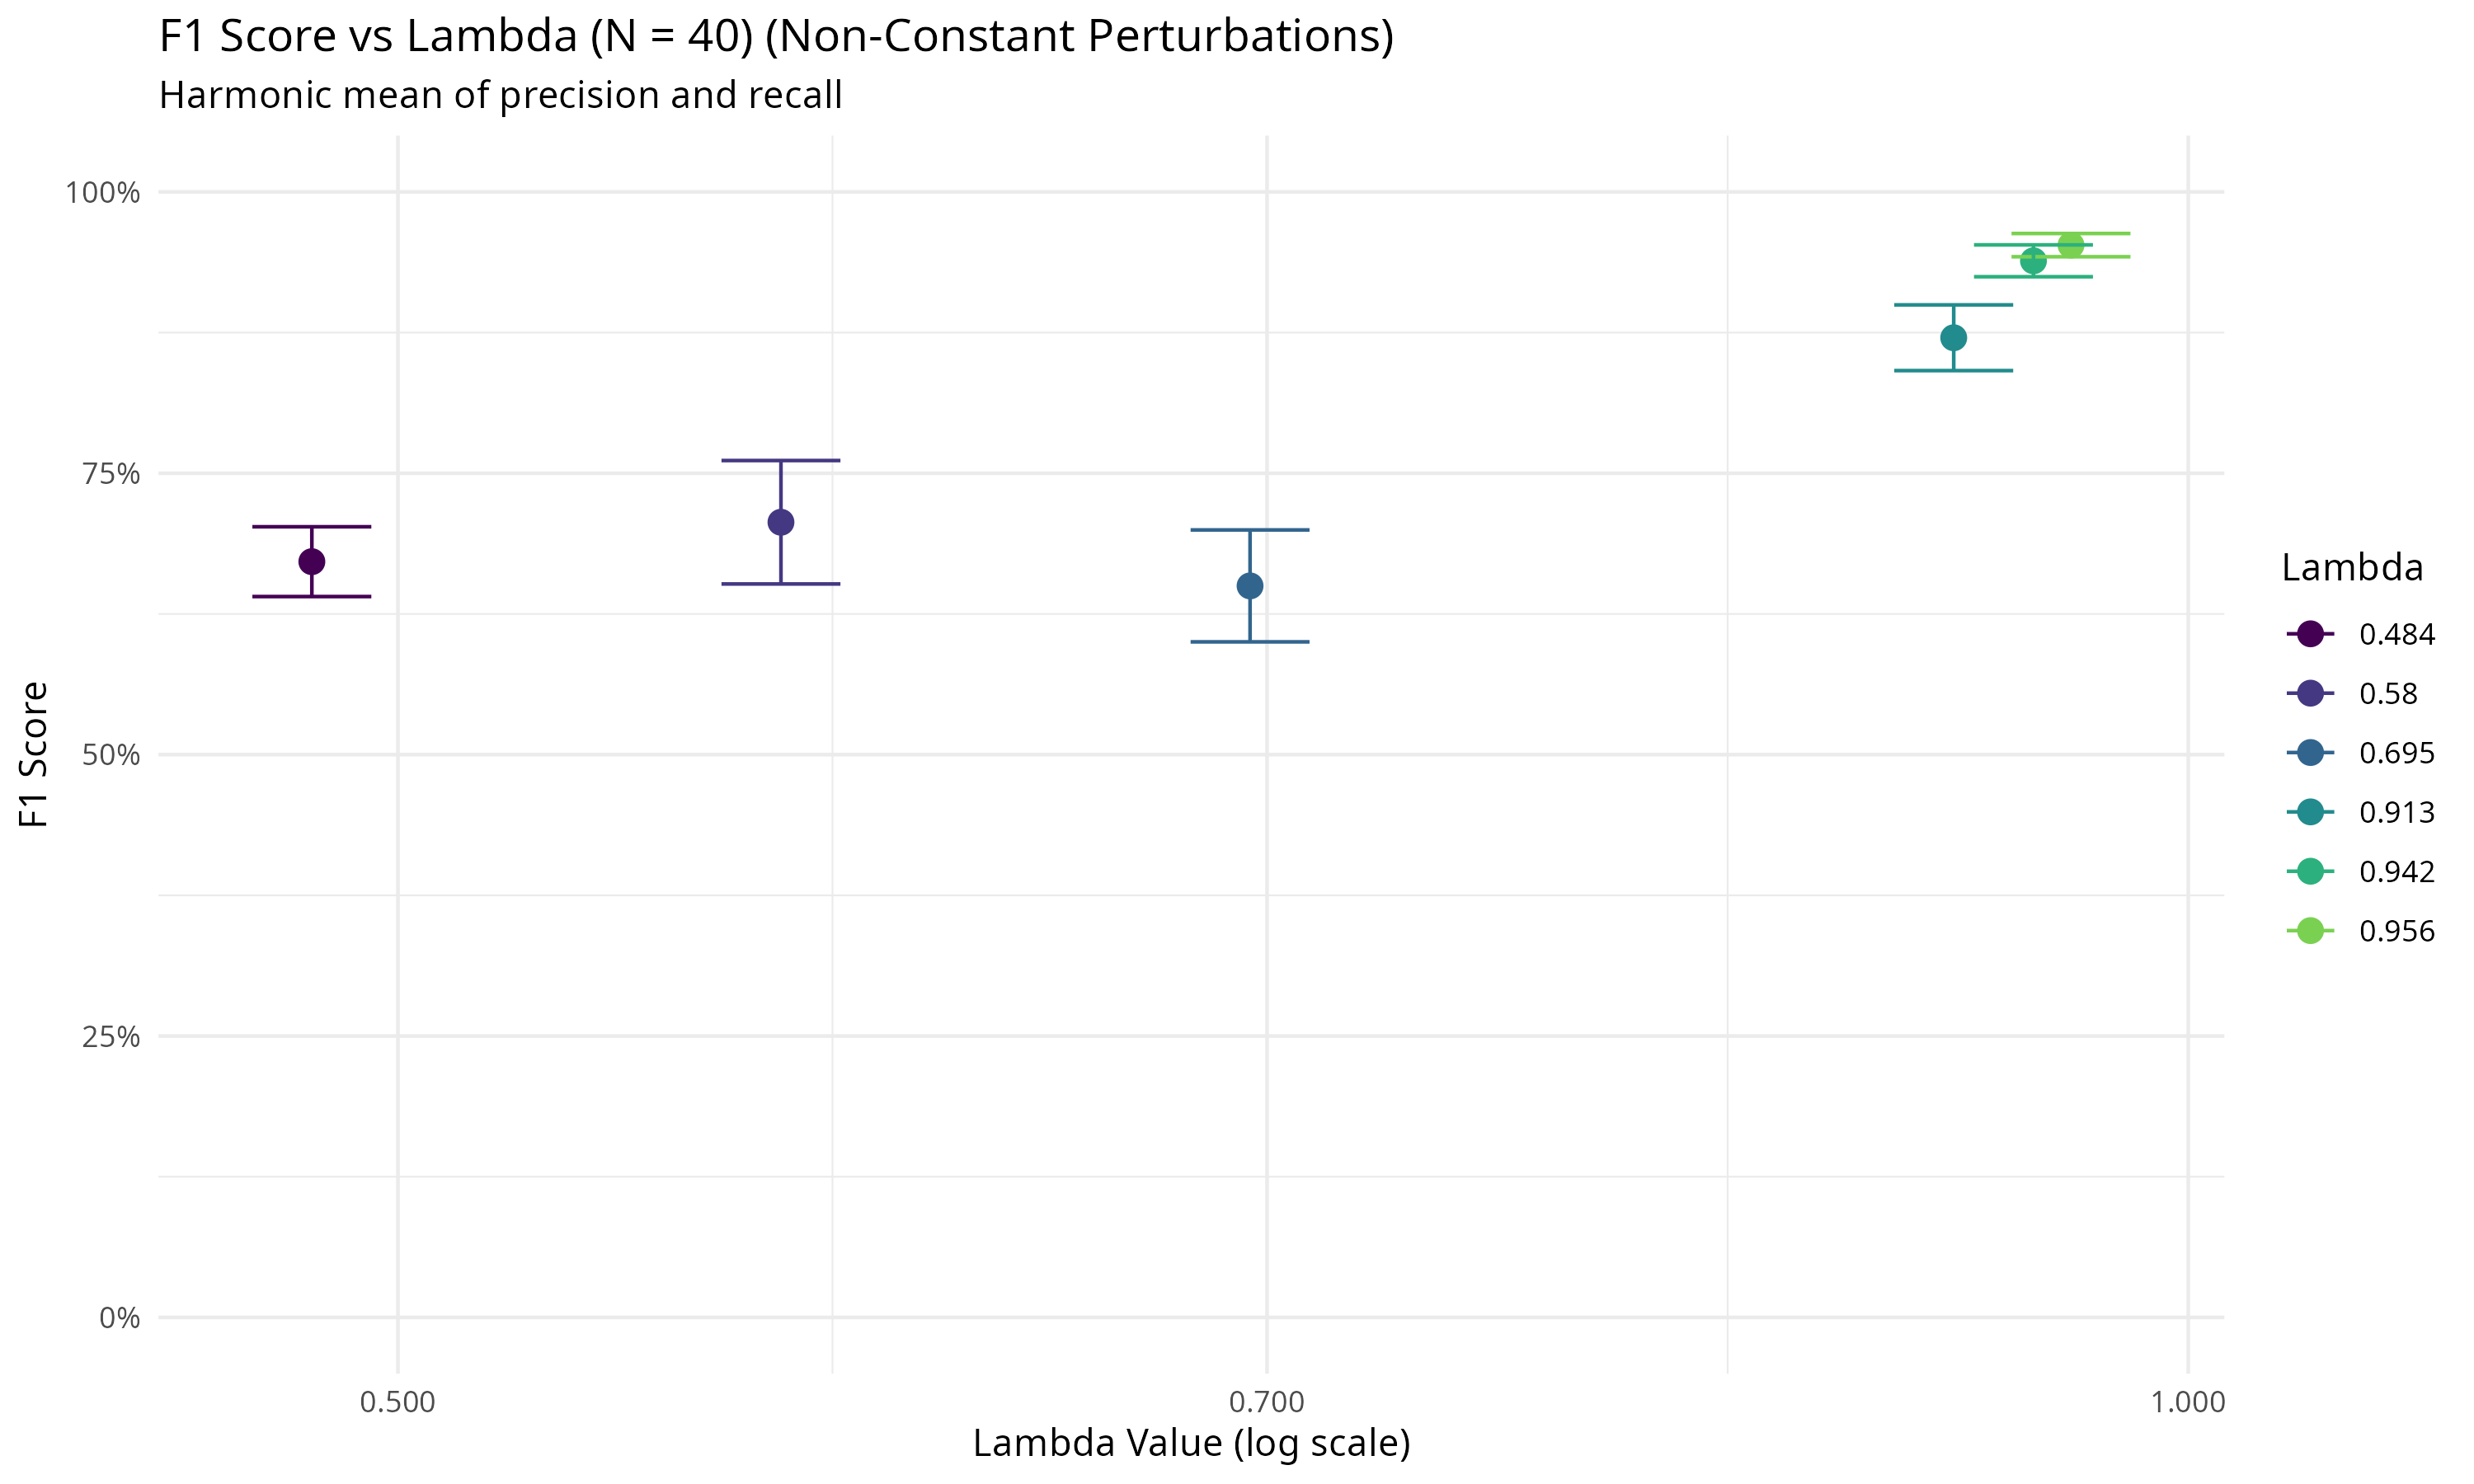 F1 Score vs Lambda (N = 40) (Non-Constant Perturbations)
Harmonic mean of precision and recall
100%
75%
50%
25%
0%
F1 Score
0.500
0.700
1.000
Lambda Value (log scale)
Lambda
0.484
0.58
0.695
0.913
0.942
0.956